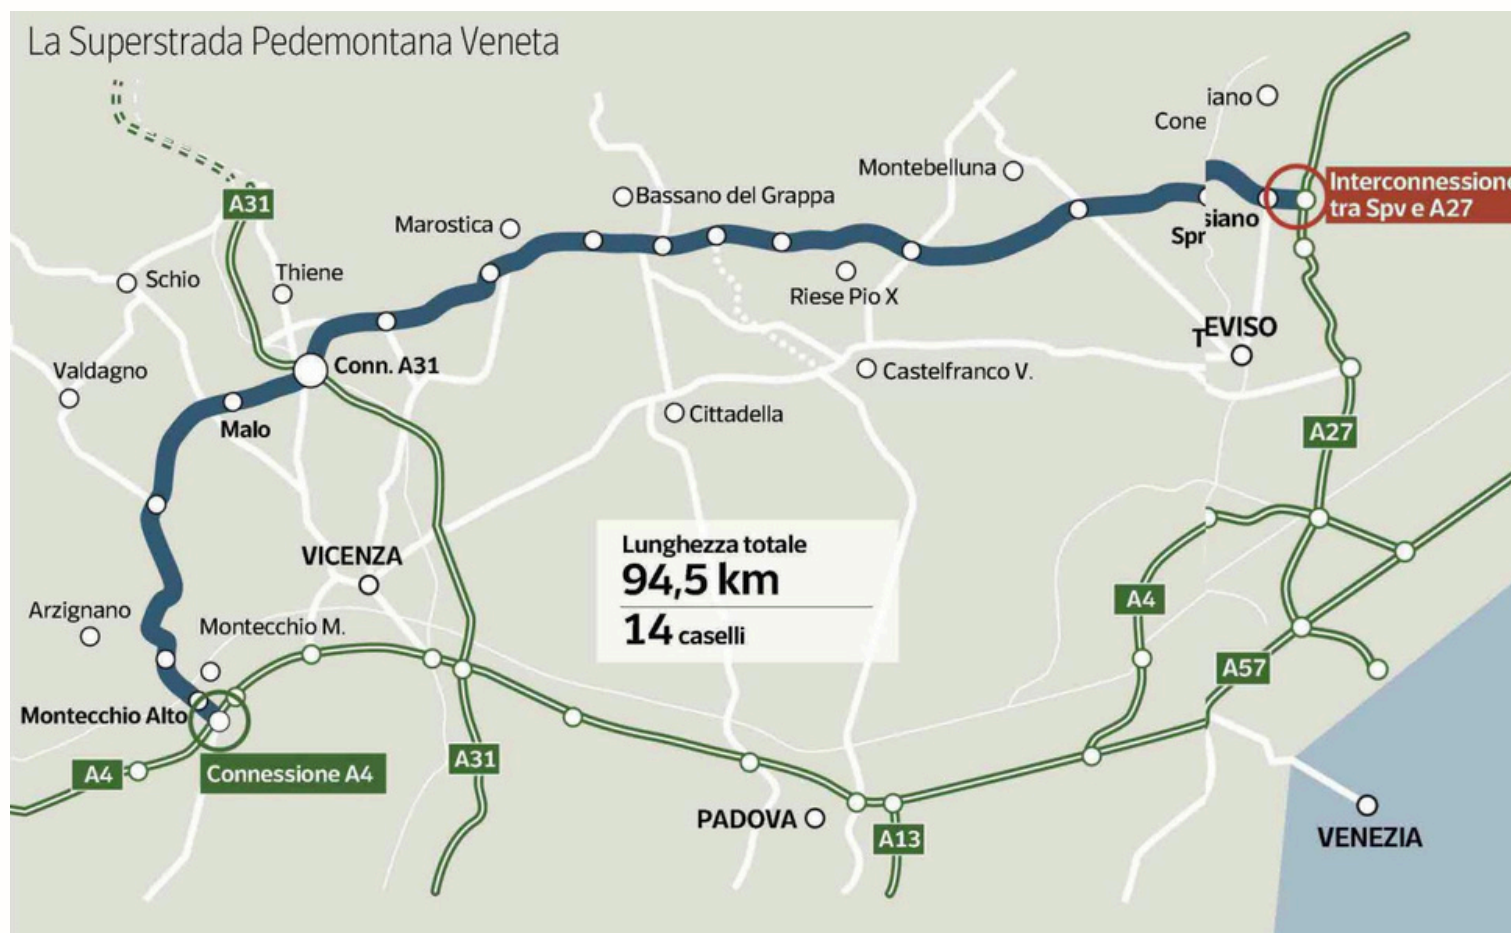 La Superstrada Pedemontana Veneta
iano
Cone
Montebelluna
Interconnessione
tra Spv e A27
A31
Bassano del Grappa
Marostica
siano
Spr
Schio
Thiene
Riese Pio X
TEVISO
Valdagno
Conn. A31
Castelfranco V.
Malo
Cittadella
A27
VICENZA
Lunghezza totale
94,5 km
14 caselli
A4
Arzignano
Montecchio M.
A57
Montecchio Alto
A31
A4
Connessione A4
PADOVA
A13
VENEZIA